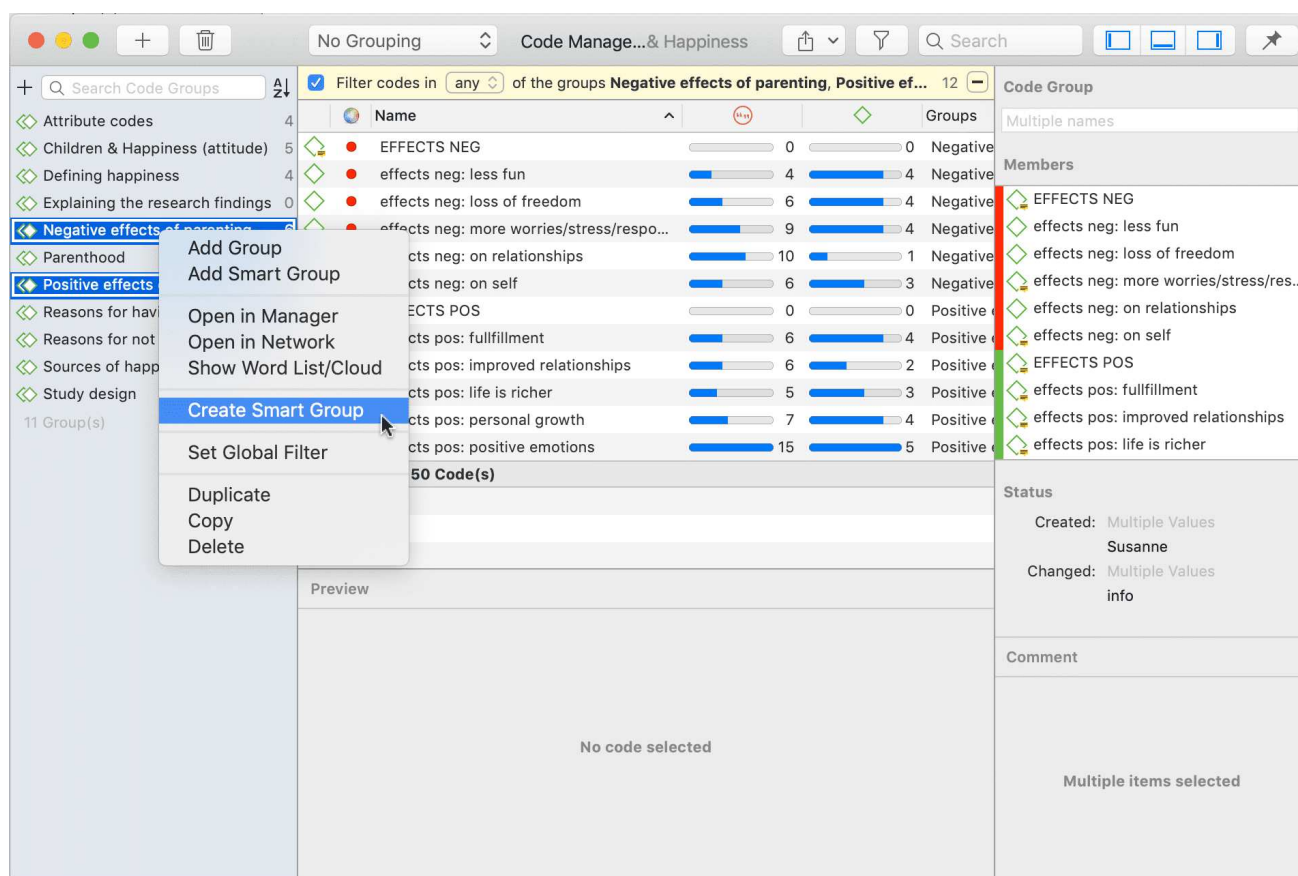 No Grouping
Code Manage...& Happiness
Search
Search Code Groups
AZ
Attribute codes 4
Children & Happiness (attitude) 5
Defining happiness 4
Explaining the research findings 0
Negative effects of parenting 6
Parenthood
Positive effects
Reasons for havi
Reasons for not
Sources of happ
Study design
11 Group(s)
Add Group
Add Smart Group
Open in Manager
Open in Network
Show Word List/Cloud
Create Smart Group
Set Global Filter
Duplicate
Copy
Delete
Filter codes in any of the groups Negative effects of parenting, Positive ef... 12
Name Groups
EFFECTS NEG 0 0 Negative
effects neg: less fun 4 4 Negative
effects neg: loss of freedom 6 4 Negative
effects neg: more worries/stress/respo... 9 4 Negative
cts neg: on relationships 10 1 Negative
cts neg: on self 6 3 Negative
ECTS POS 0 0 Positive
cts pos: fullfillment 6 4 Positive
cts pos: improved relationships 6 2 Positive
cts pos: life is richer 5 3 Positive
cts pos: personal growth 7 4 Positive
cts pos: positive emotions 15 5 Positive
50 Code(s)
Preview
No code selected
Code Group
Multiple names
Members
EFFECTS NEG
effects neg: less fun
effects neg: loss of freedom
effects neg: more worries/stress/res..
effects neg: on relationships
effects neg: on self
EFFECTS POS
effects pos: fullfillment
effects pos: improved relationships
effects pos: life is richer
Status
Created: Multiple Values
Susanne
Changed: Multiple Values
info
Comment
Multiple items selected